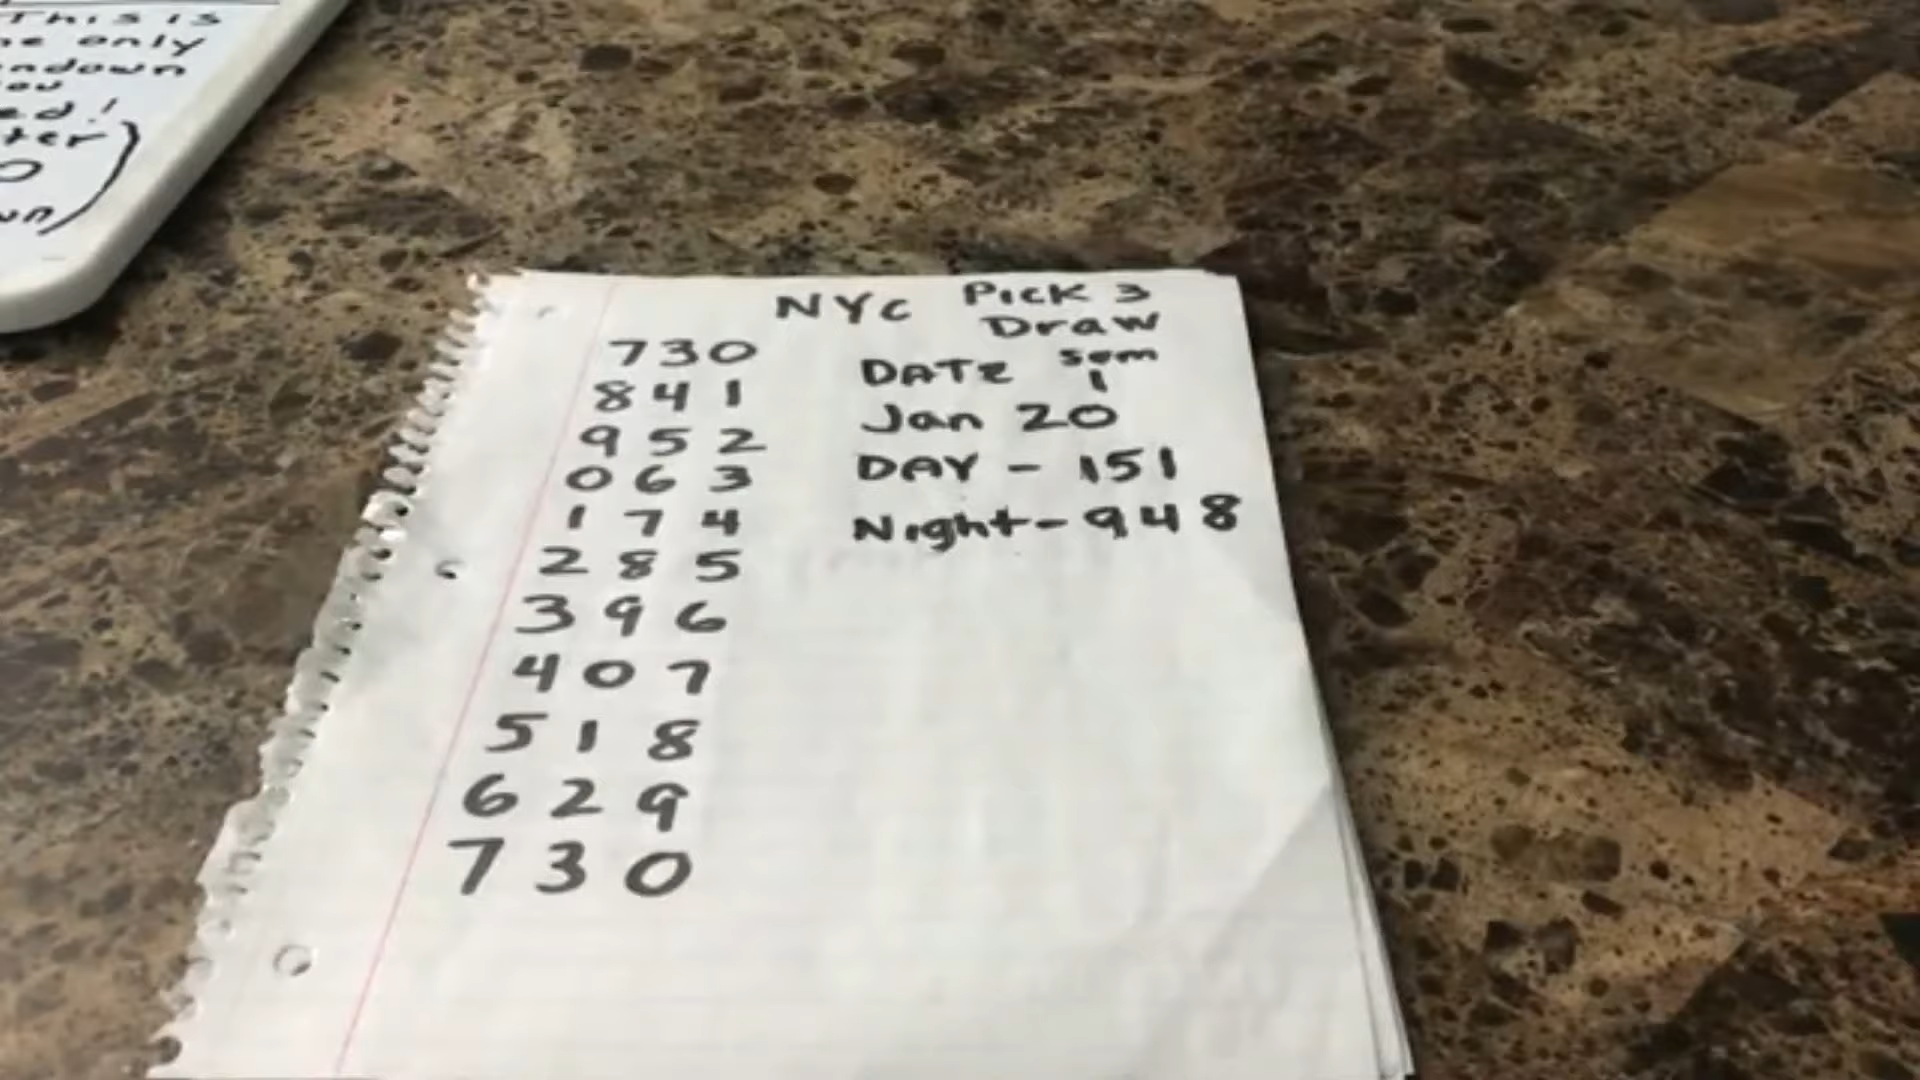 This is
only
ndown
ed!
NYC Pick 3
Draw
730
841
952
063
174
285
396
407
518
629
730
DATE
1
Jan 20
DAY - 151
Night - 948